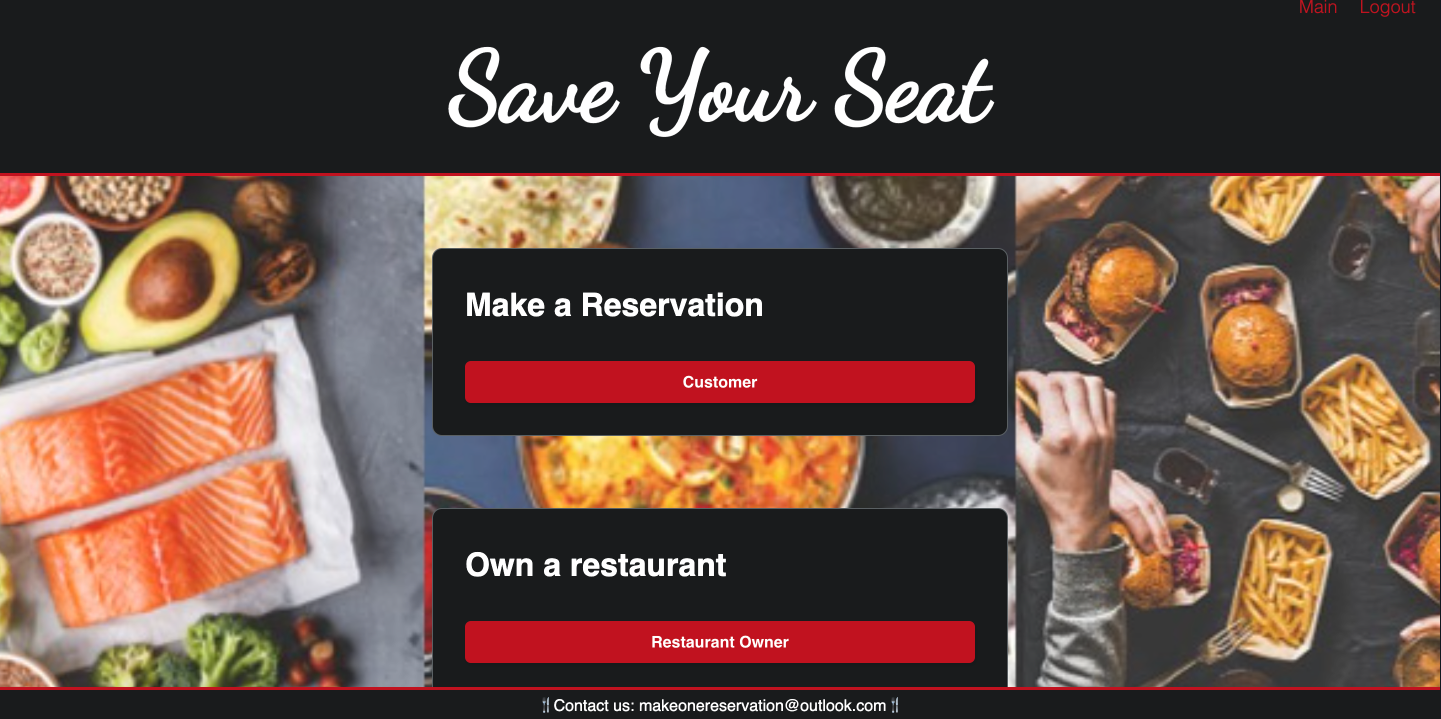 Main Logout
Save Your Seat
Make a Reservation
Customer
Own a restaurant
Restaurant Owner
🍴Contact us: makeonereservation@outlook.com🍴